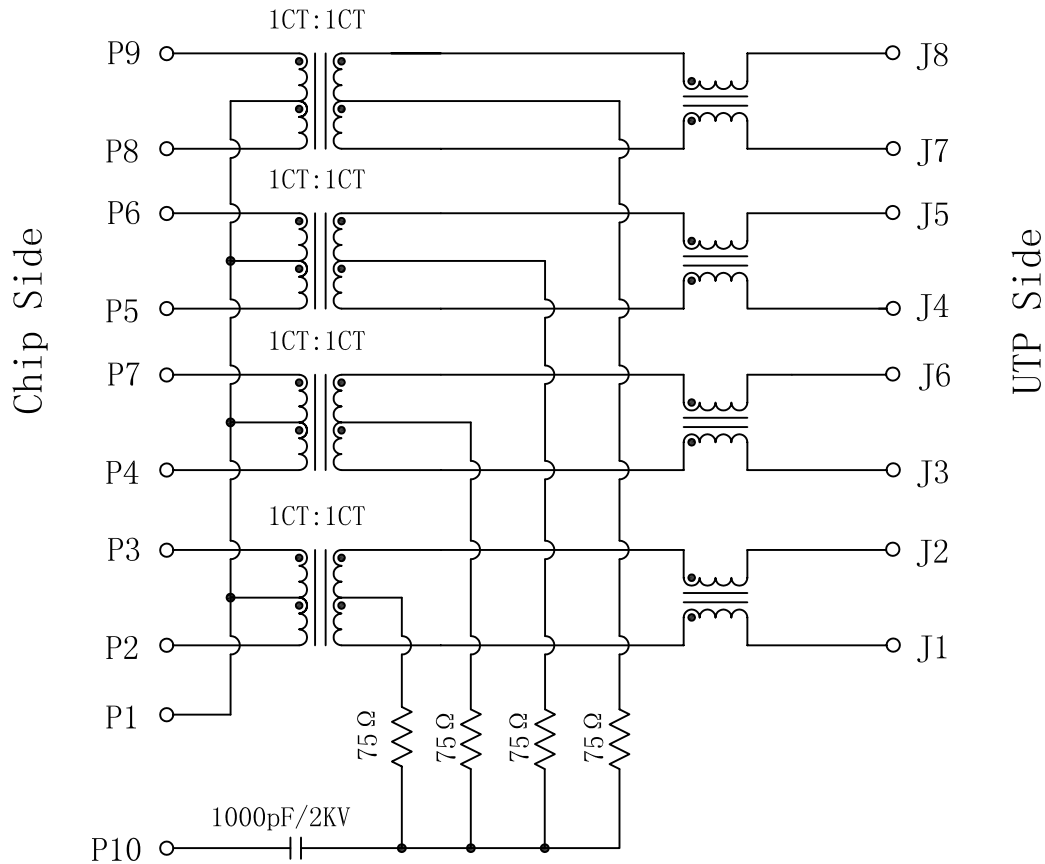 1CT:1CT
P9
J8
P8
J7
1CT:1CT
P6
J5
P5
J4
Chip Side
UTP Side
1CT:1CT
P7
J6
P4
J3
1CT:1CT
P3
J2
P2
J1
P1
75Ω
75Ω
75Ω
75Ω
1000pF/2KV
P10